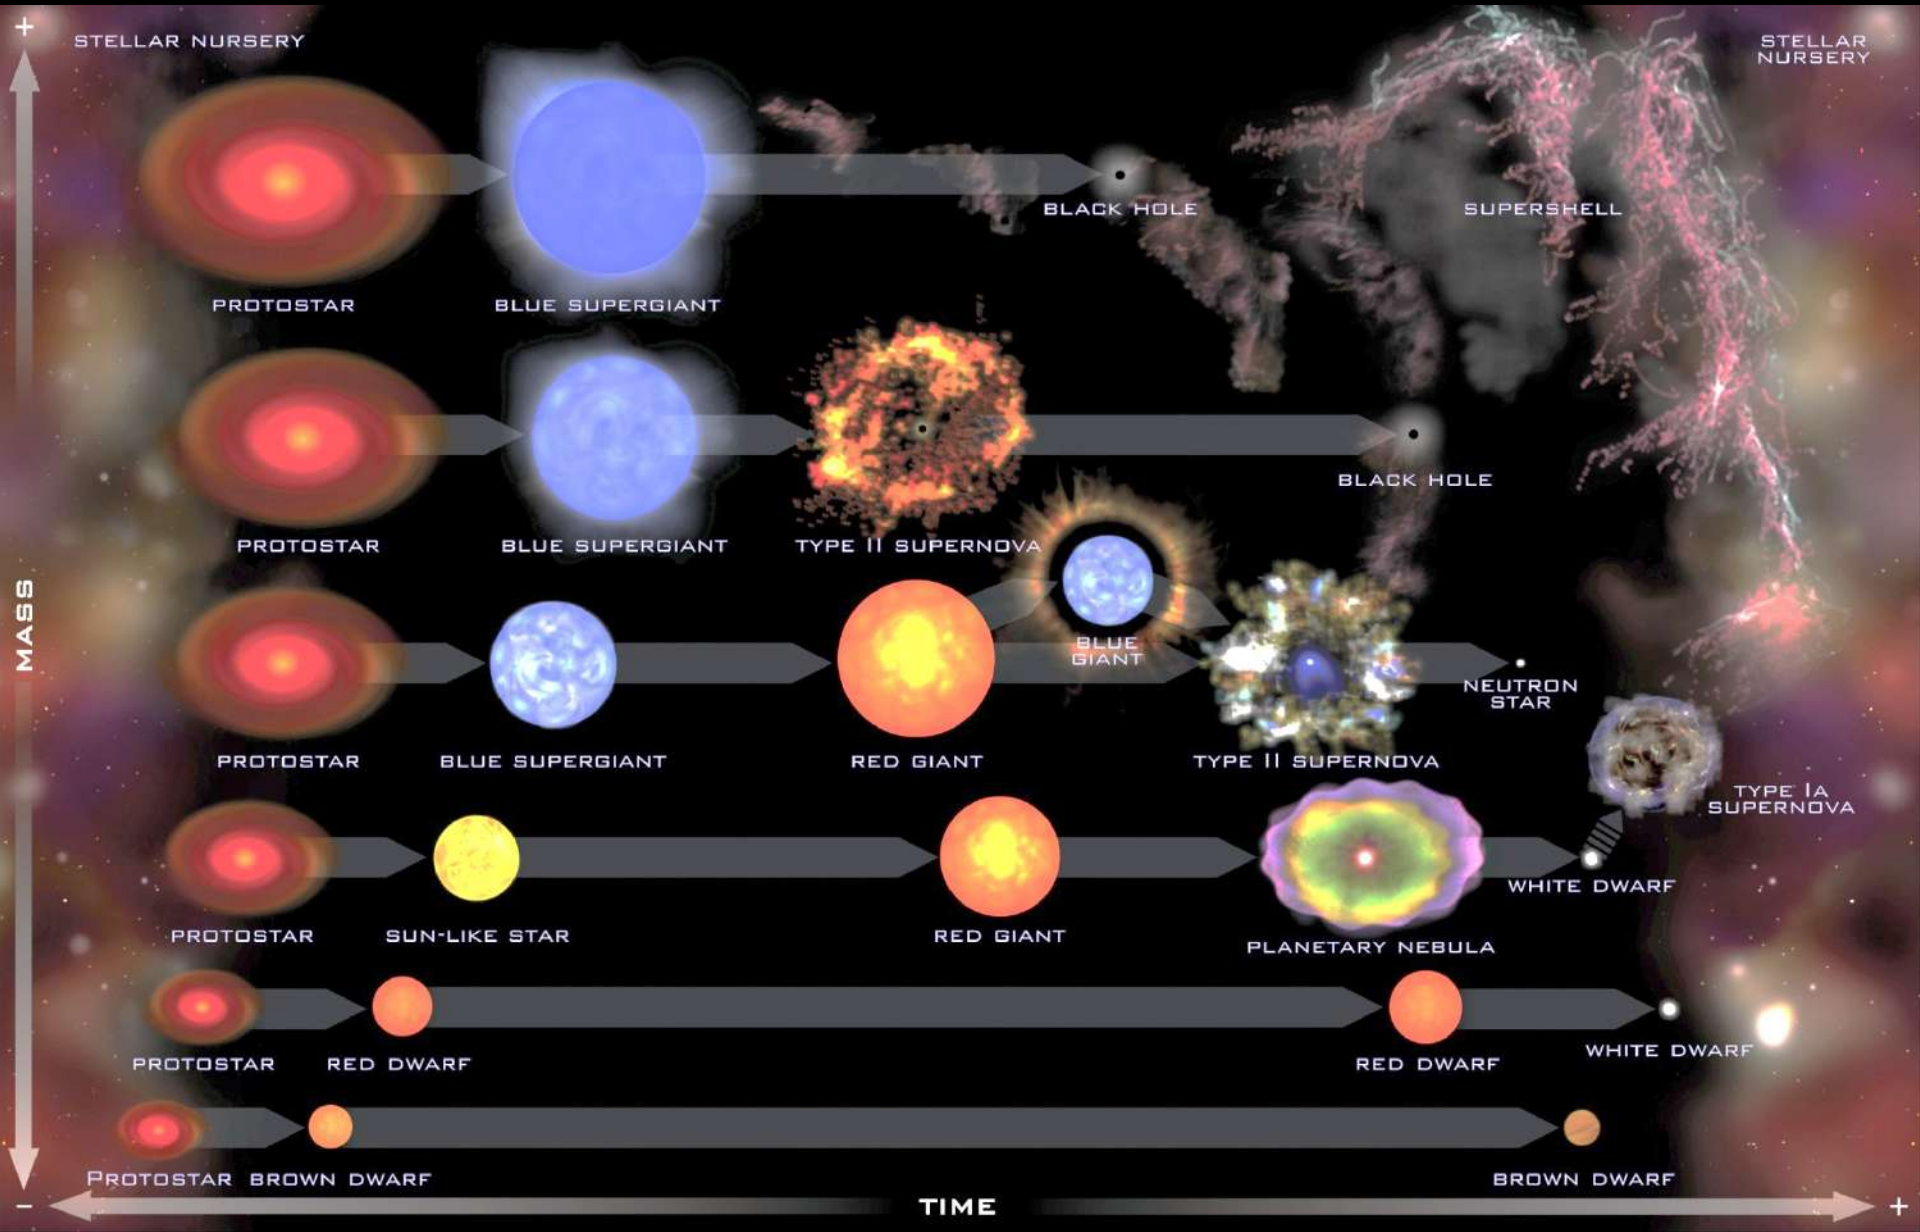 +
STELLAR NURSERY
STELLAR
NURSERY
BLACK HOLE
SUPERSHELL
PROTOSTAR
BLUE SUPERGIANT
BLACK HOLE
PROTOSTAR
BLUE SUPERGIANT
TYPE II SUPERNOVA
MASS
BLUE
GIANT
NEUTRON
STAR
PROTOSTAR
BLUE SUPERGIANT
RED GIANT
TYPE II SUPERNOVA
TYPE IA
SUPERNOVA
WHITE DWARF
PROTOSTAR
SUN-LIKE STAR
RED GIANT
PLANETARY NEBULA
PROTOSTAR
RED DWARF
RED DWARF
WHITE DWARF
PROTOSTAR
BROWN DWARF
BROWN DWARF
-
TIME
+